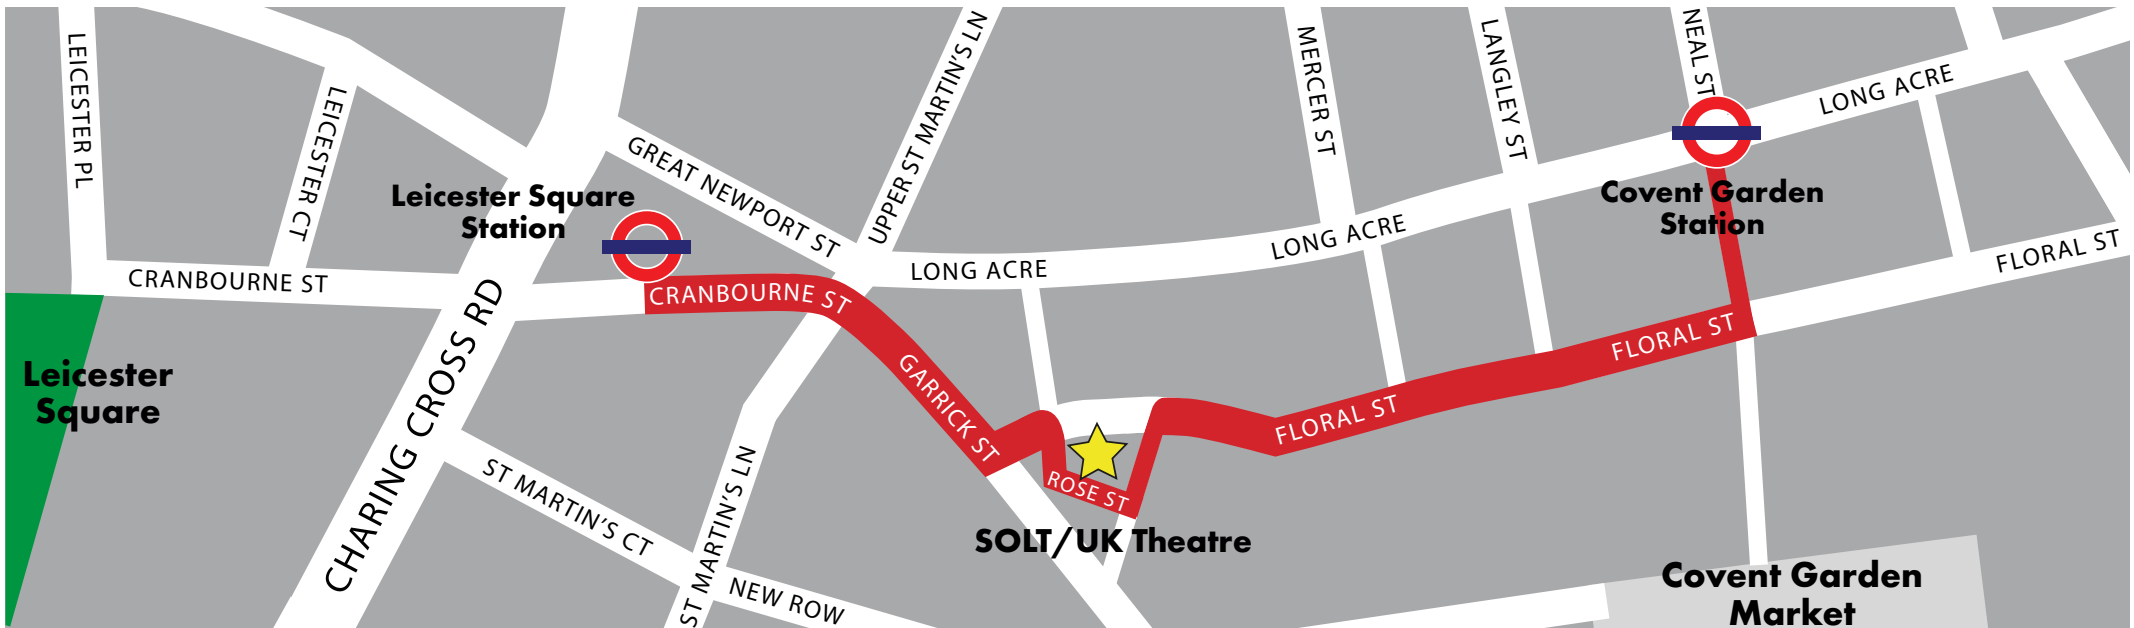 LEICESTER PL
LEICESTER CT
CRANBOURNE ST
Leicester Square
Station
GREAT NEWPORT ST
UPPER ST MARTIN'S LN
MERCER ST
LANGLEY ST
NEAL ST
LONG ACRE
LONG ACRE
LONG ACRE
Covent Garden
Station
FLORAL ST
CRANBOURNE ST
CHARING CROSS RD
Leicester
Square
GARRICK ST
FLORAL ST
FLORAL ST
ROSE ST
SOLT/UK Theatre
ST MARTIN'S CT
ST MARTIN'S LN
NEW ROW
Covent Garden
Market